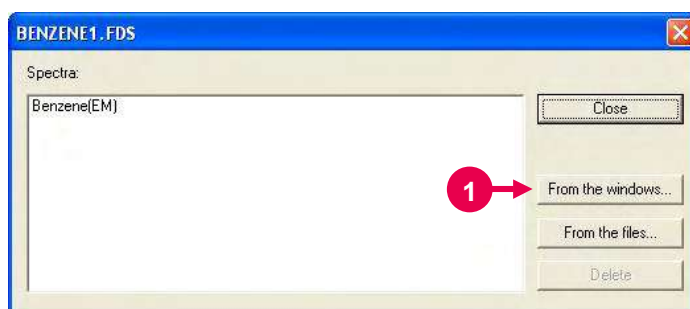 BENZENE1.FDS
Spectra:
Benzene(EM)
Close
1
From the windows...
From the files...
Delete